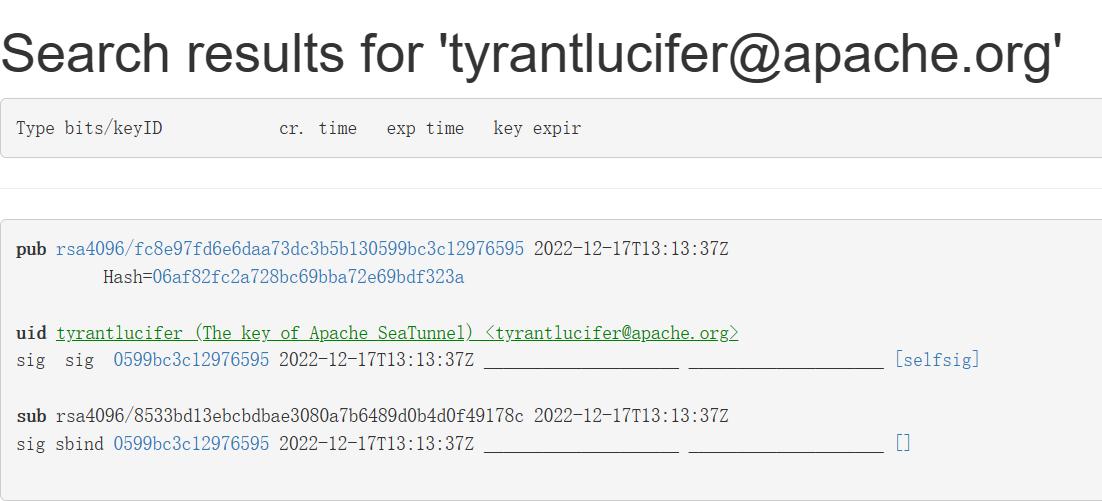 Search results for 'tyrantlucifer@apache.org'
Type bits/keyID cr. time exp time key expir
pub rsa4096/fc8e97fd6e6daa73dc3b5b130599bc3c12976595 2022-12-17T13:13:37Z
Hash=06af82fc2a728bc69bba72e69bdf323a
uid tyrantlucifer (The key of Apache SeaTunnel) <tyrantlucifer@apache.org>
sig sig 0599bc3c12976595 2022-12-17T13:13:37Z ____________________ ____________________ [selfsig]
sub rsa4096/8533bd13ebcbdbae3080a7b6489d0b4d0f49178c 2022-12-17T13:13:37Z
sig sbind 0599bc3c12976595 2022-12-17T13:13:37Z ____________________ ____________________ []